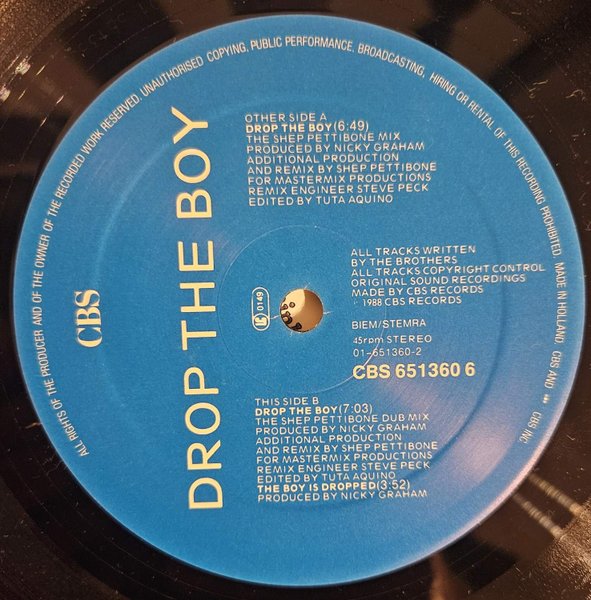 ALL RIGHTS OF THE PRODUCER AND OF THE OWNER OF THE RECORDED WORK RESERVED. UNAUTHORISED COPYING, PUBLIC PERFORMANCE, BROADCASTING, HIRING OR RENTAL OF THIS RECORDING PROHIBITED. MADE IN HOLLAND CBS AND ••• CBS INC
CBS
DROP THE BOY
OTHER SIDE A
DROP THE BOY(6:49)
THE SHEP PETTIBONE MIX
PRODUCED BY NICKY GRAHAM
ADDITIONAL PRODUCTION
AND REMIX BY SHEP PETTIBONE
FOR MASTERMIX PRODUCTIONS
REMIX ENGINEER STEVE PECK
EDITED BY TUTA AQUINO
ALL TRACKS WRITTEN
BY THE BROTHERS
ALL TRACKS COPYRIGHT CONTROL
ORIGINAL SOUND RECORDINGS
MADE BY CBS RECORDS
1988 CBS RECORDS
LC 0149
BIEM/STEMRA
45rpm STEREO
01-651360-2
CBS 651360 6
THIS SIDE B
DROP THE BOY(7:03)
THE SHEP PETTIBONE DUB MIX
PRODUCED BY NICKY GRAHAM
ADDITIONAL PRODUCTION
AND REMIX BY SHEP PETTIBONE
FOR MASTERMIX PRODUCTIONS
REMIX ENGINEER STEVE PECK
EDITED BY TUTA AQUINO
THE BOY IS DROPPED(3:52)
PRODUCED BY NICKY GRAHAM